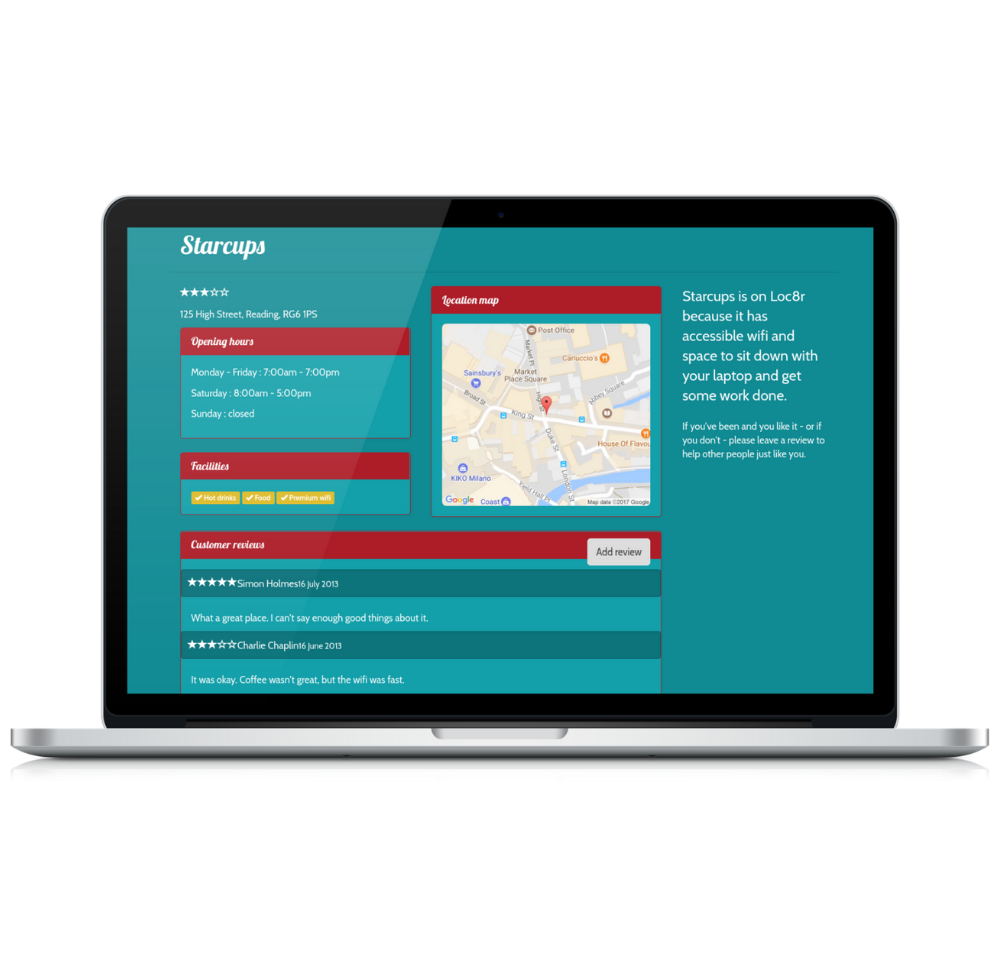 Starcups
★★★☆☆
125 High Street, Reading, RG6 1PS
Opening hours
Monday - Friday : 7:00am - 7:00pm
Saturday : 8:00am - 5:00pm
Sunday : closed
Facilities
Hot drinks Food Premium wifi
Location map
Post Office
Market Pl
Carluccio's
Sainsbury's
Market
Place Square
Abbey Square
Broad St
High St
King St
Duke St
House Of Flavou
KIKO Milano
London St
Yield Hall Pl
Google
Coast
Map data ©2017 Google
Starcups is on Loc8r
because it has
accessible wifi and
space to sit down with
your laptop and get
some work done.
If you've been and you like it - or if
you don't - please leave a review to
help other people just like you.
Customer reviews
Add review
★★★★★Simon Holmes16 July 2013
What a great place. I can't say enough good things about it.
★★★☆☆Charlie Chaplin16 June 2013
It was okay. Coffee wasn't great, but the wifi was fast.